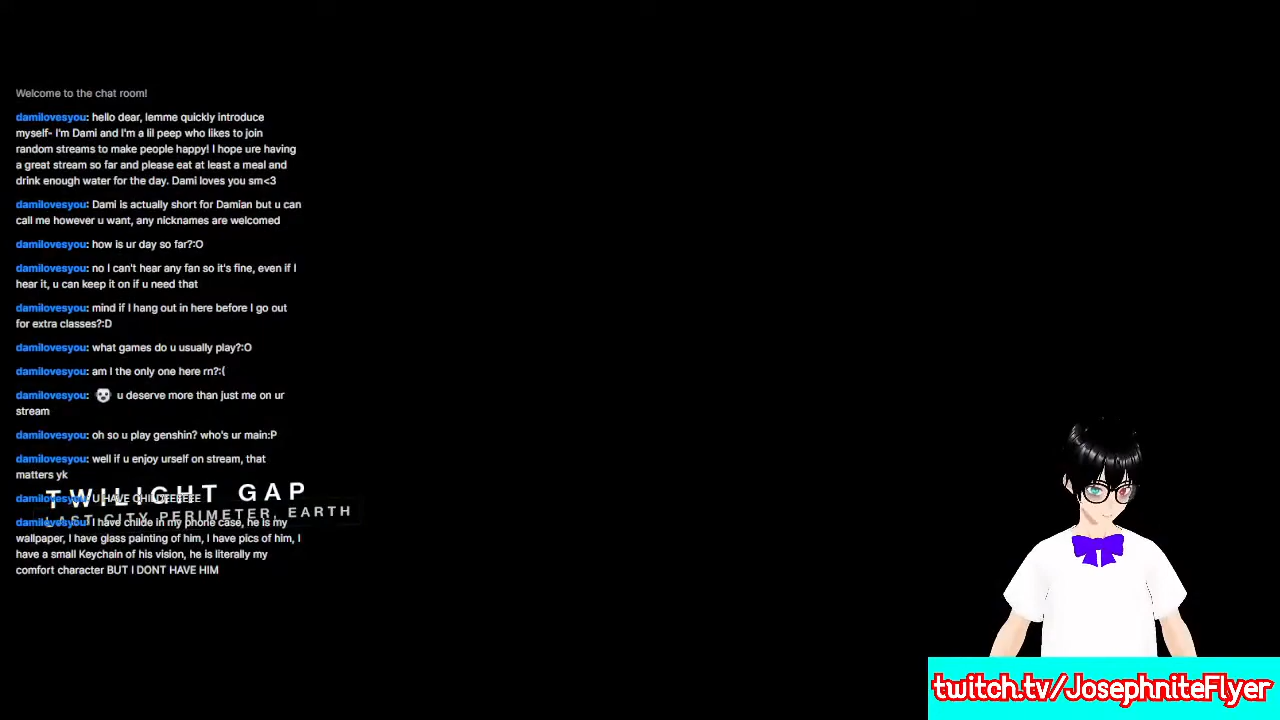 Welcome to the chat room!
damilovesyou: hello dear, lemme quickly introduce
myself- I'm Dami and I'm a lil peep who likes to join
random streams to make people happy! I hope ure having
a great stream so far and please eat at least a meal and
drink enough water for the day. Dami loves you sm<3
damilovesyou: Dami is actually short for Damian but u can
call me however u want, any nicknames are welcomed
damilovesyou: how is ur day so far?:O
damilovesyou: no I can't hear any fan so it's fine, even if I
hear it, u can keep it on if u need that
damilovesyou: mind if I hang out in here before I go out
for extra classes?:D
damilovesyou: what games do u usually play?:O
damilovesyou: am I the only one here rn?:(
damilovesyou: u deserve more than just me on ur
stream
damilovesyou: oh so u play genshin? who's ur main:P
damilovesyou: well if u enjoy urself on stream, that
matters yk
TWILIGHT GAP
damilovesyou: U HAVE CHILDEEEEEE
LAST CITY PERIMETER, EARTH
damilovesyou: I have childe in my phone case, he is my
wallpaper, I have glass painting of him, I have pics of him, I
have a small Keychain of his vision, he is literally my
comfort character BUT I DONT HAVE HIM
twitch.tv/JosephniteFlyer